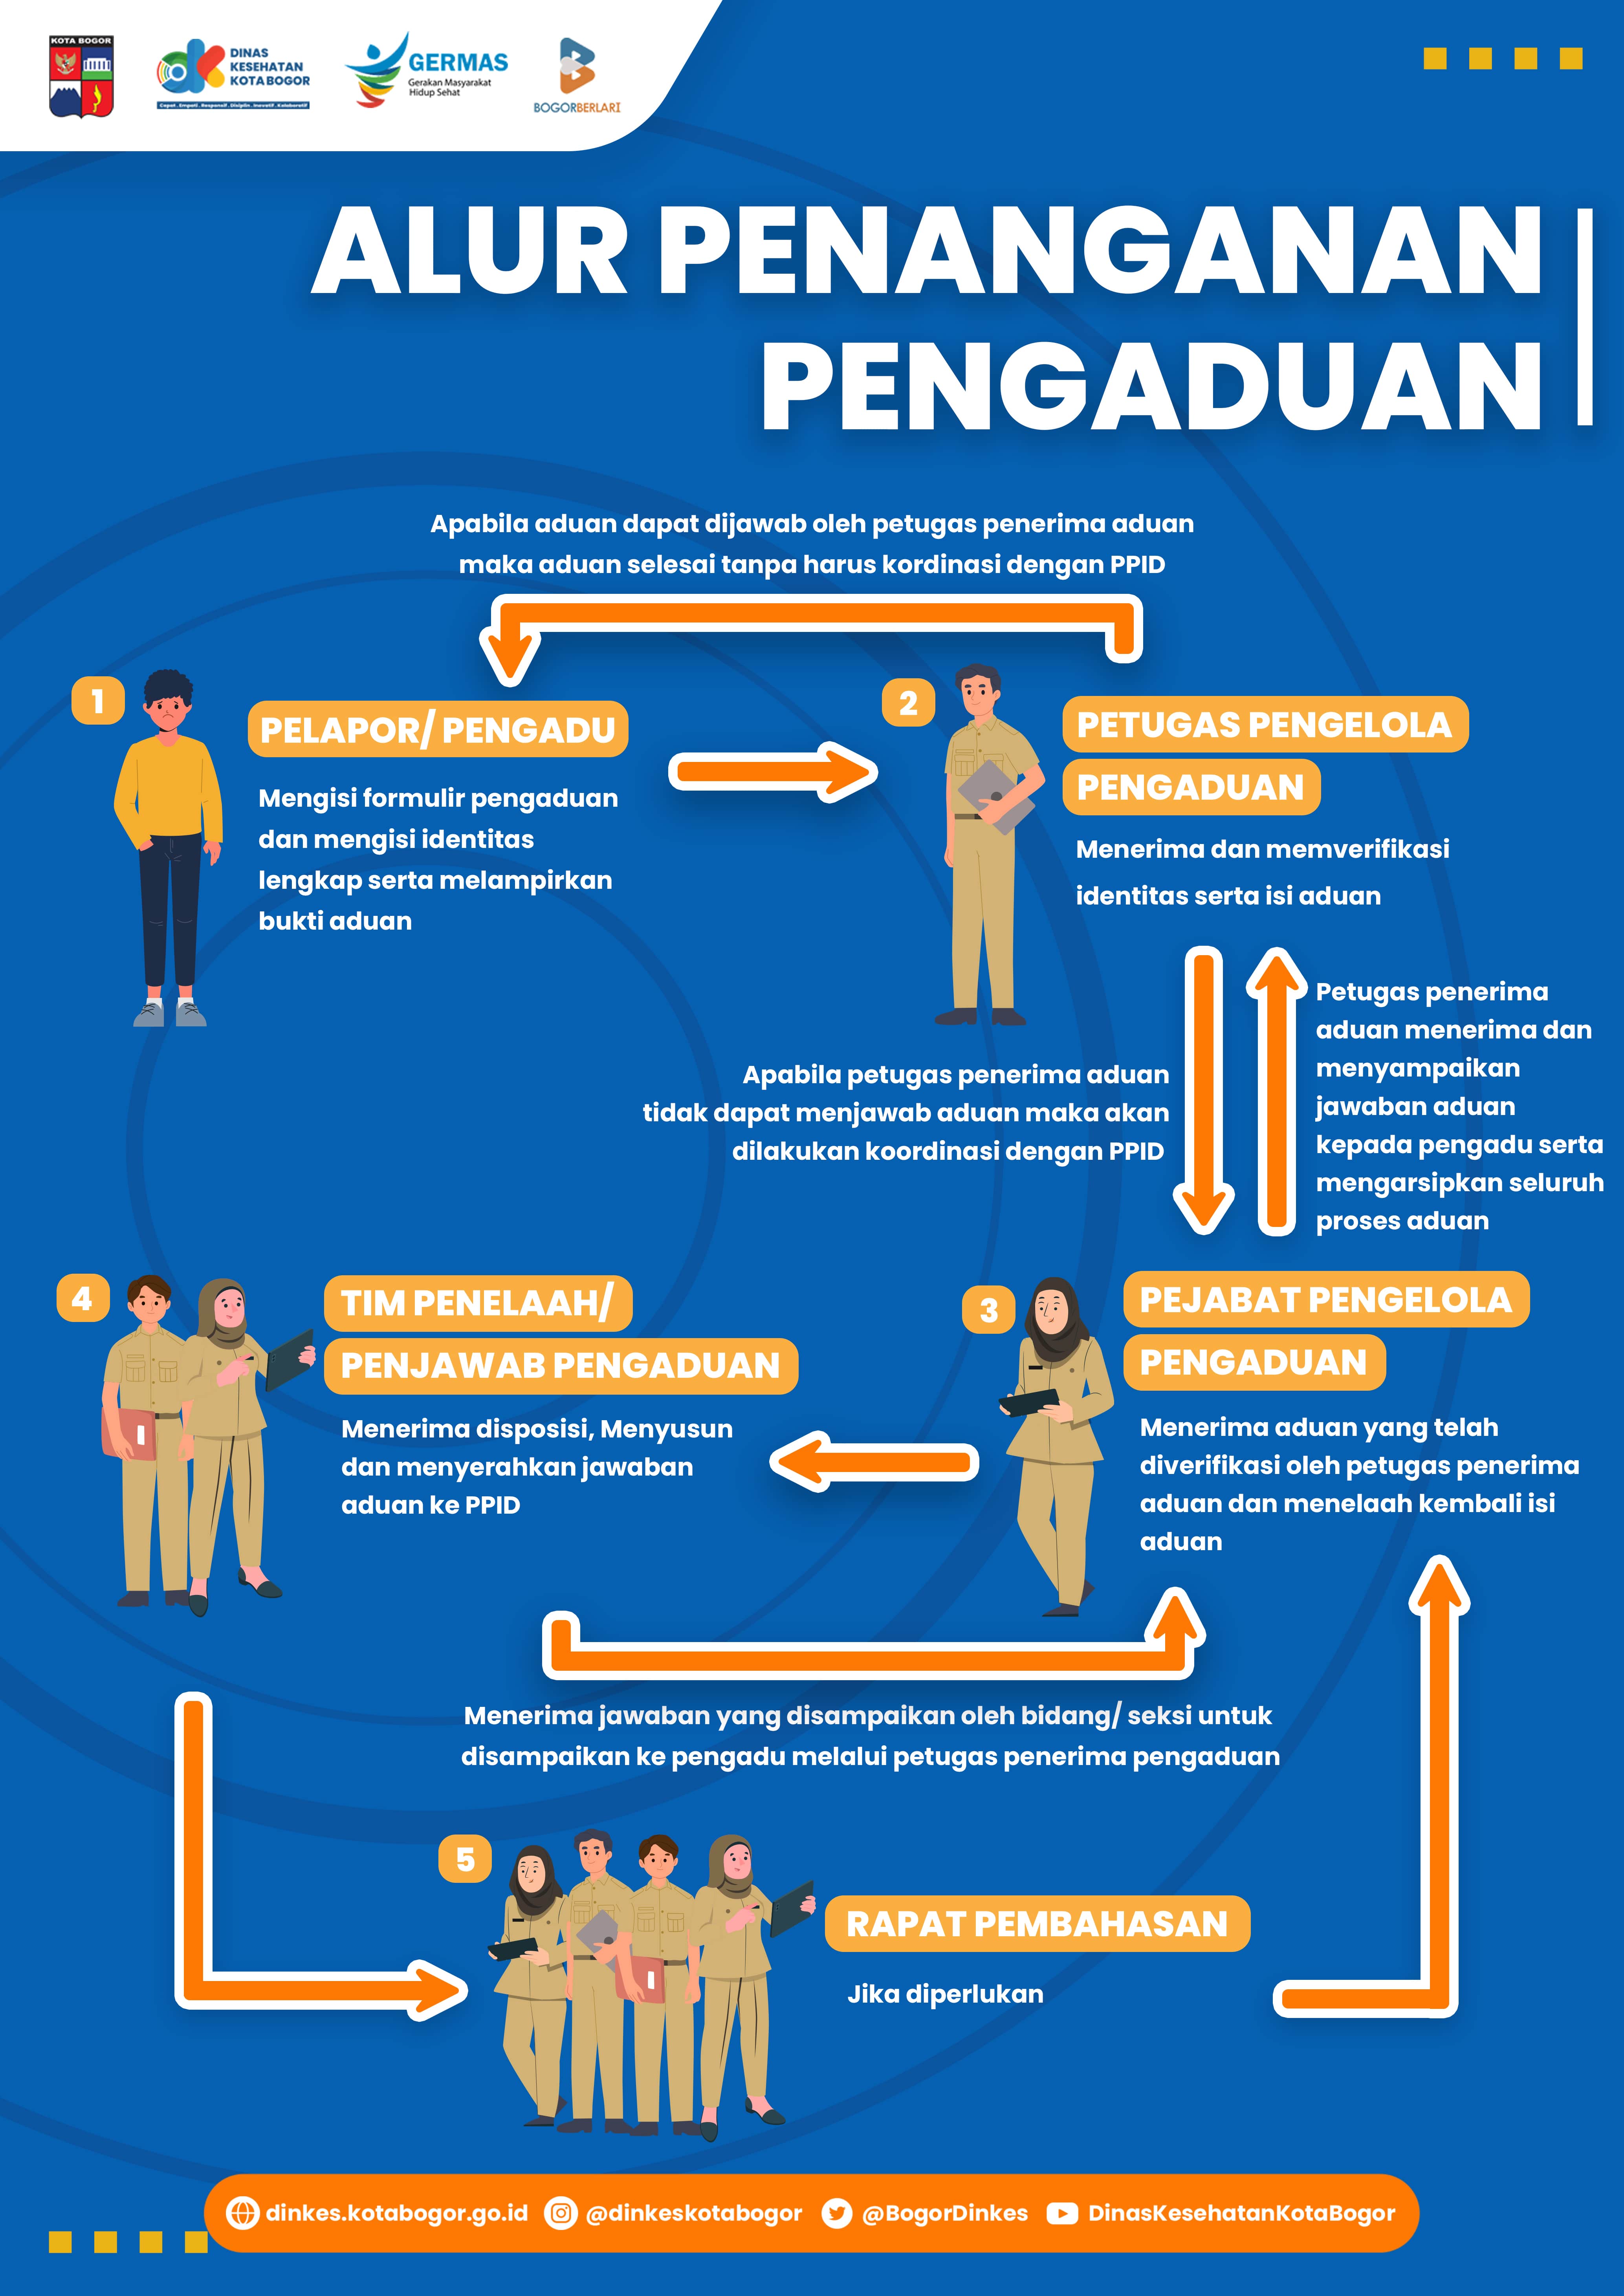 KOTA BOGOR
DINAS
KESEHATAN
KOTA BOGOR
Cepat . Empati . Responsif . Disiplin . Inovatif . Kolaboratif
GERMAS
Gerakan Masyarakat
Hidup Sehat
BOGORBERLARI
ALUR PENANGANAN
PENGADUAN
Apabila aduan dapat dijawab oleh petugas penerima aduan
maka aduan selesai tanpa harus kordinasi dengan PPID
1
PELAPOR/ PENGADU
Mengisi formulir pengaduan
dan mengisi identitas
lengkap serta melampirkan
bukti aduan
2
PETUGAS PENGELOLA
PENGADUAN
Menerima dan memverifikasi
identitas serta isi aduan
Apabila petugas penerima aduan
tidak dapat menjawab aduan maka akan
dilakukan koordinasi dengan PPID
Petugas penerima
aduan menerima dan
menyampaikan
jawaban aduan
kepada pengadu serta
mengarsipkan seluruh
proses aduan
3
PEJABAT PENGELOLA
PENGADUAN
Menerima aduan yang telah
diverifikasi oleh petugas penerima
aduan dan menelaah kembali isi
aduan
4
TIM PENELAAH/
PENJAWAB PENGADUAN
Menerima disposisi, Menyusun
dan menyerahkan jawaban
aduan ke PPID
Menerima jawaban yang disampaikan oleh bidang/ seksi untuk
disampaikan ke pengadu melalui petugas penerima pengaduan
5
RAPAT PEMBAHASAN
Jika diperlukan
dinkes.kotabogor.go.id @dinkeskotabogor @BogorDinkes DinasKesehatanKotaBogor